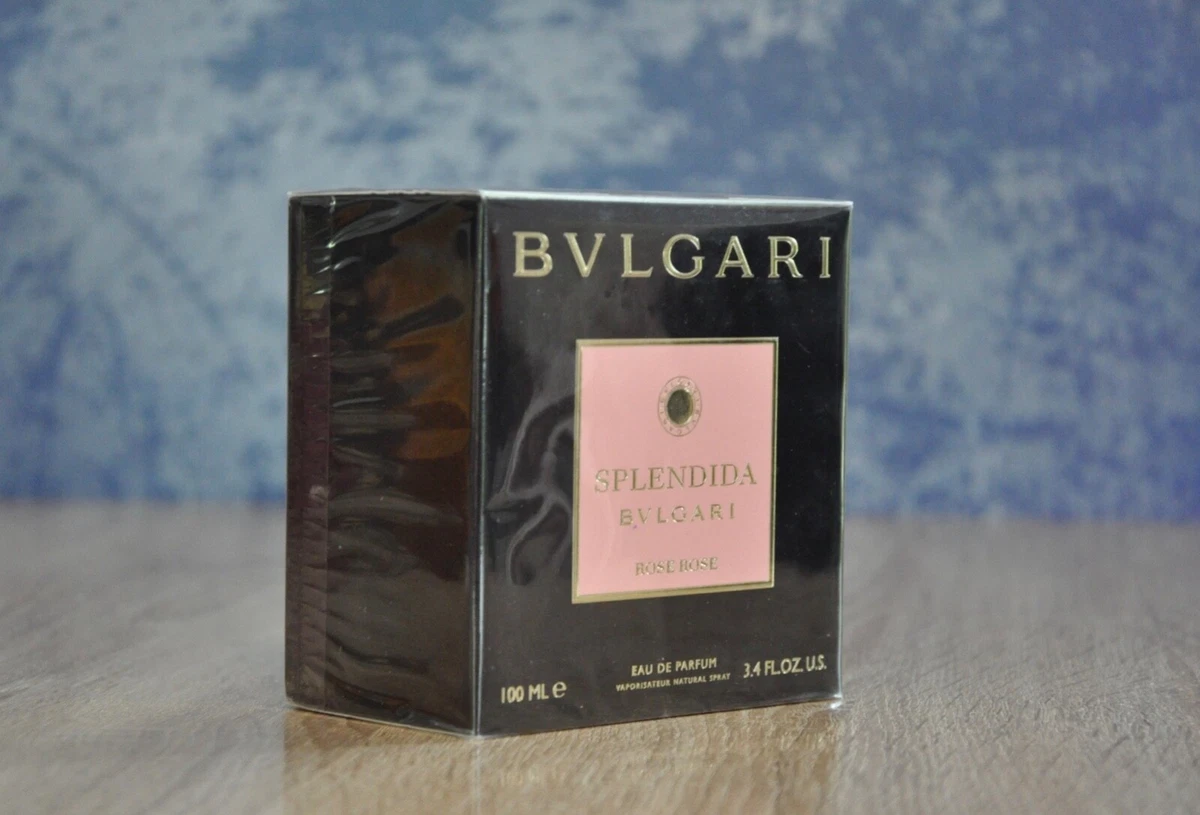 BVLGARI
SPLENDIDA
BVLGARI
ROSE ROSE
EAU DE PARFUM
VAPORISATEUR NATURAL SPRAY
100 ML e
3.4 FL.OZ. U.S.